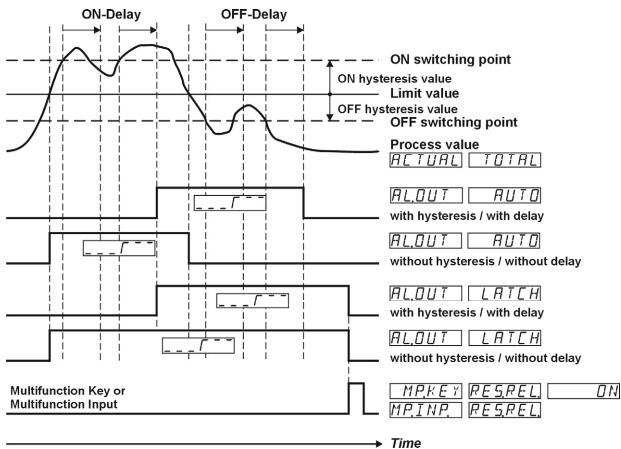 ON-Delay OFF-Delay
ON switching point
ON hysteresis value
Limit value
OFF hysteresis value
OFF switching point
Process value
ACTUAL TOTAL
AL.OUT AUTO
with hysteresis / with delay
AL.OUT AUTO
without hysteresis / without delay
AL.OUT LATCH
with hysteresis / with delay
AL.OUT LATCH
without hysteresis / without delay
Multifunction Key or
Multifunction Input
MP.KEY RES.REL. ON
MP.INP. RES.REL.
Time